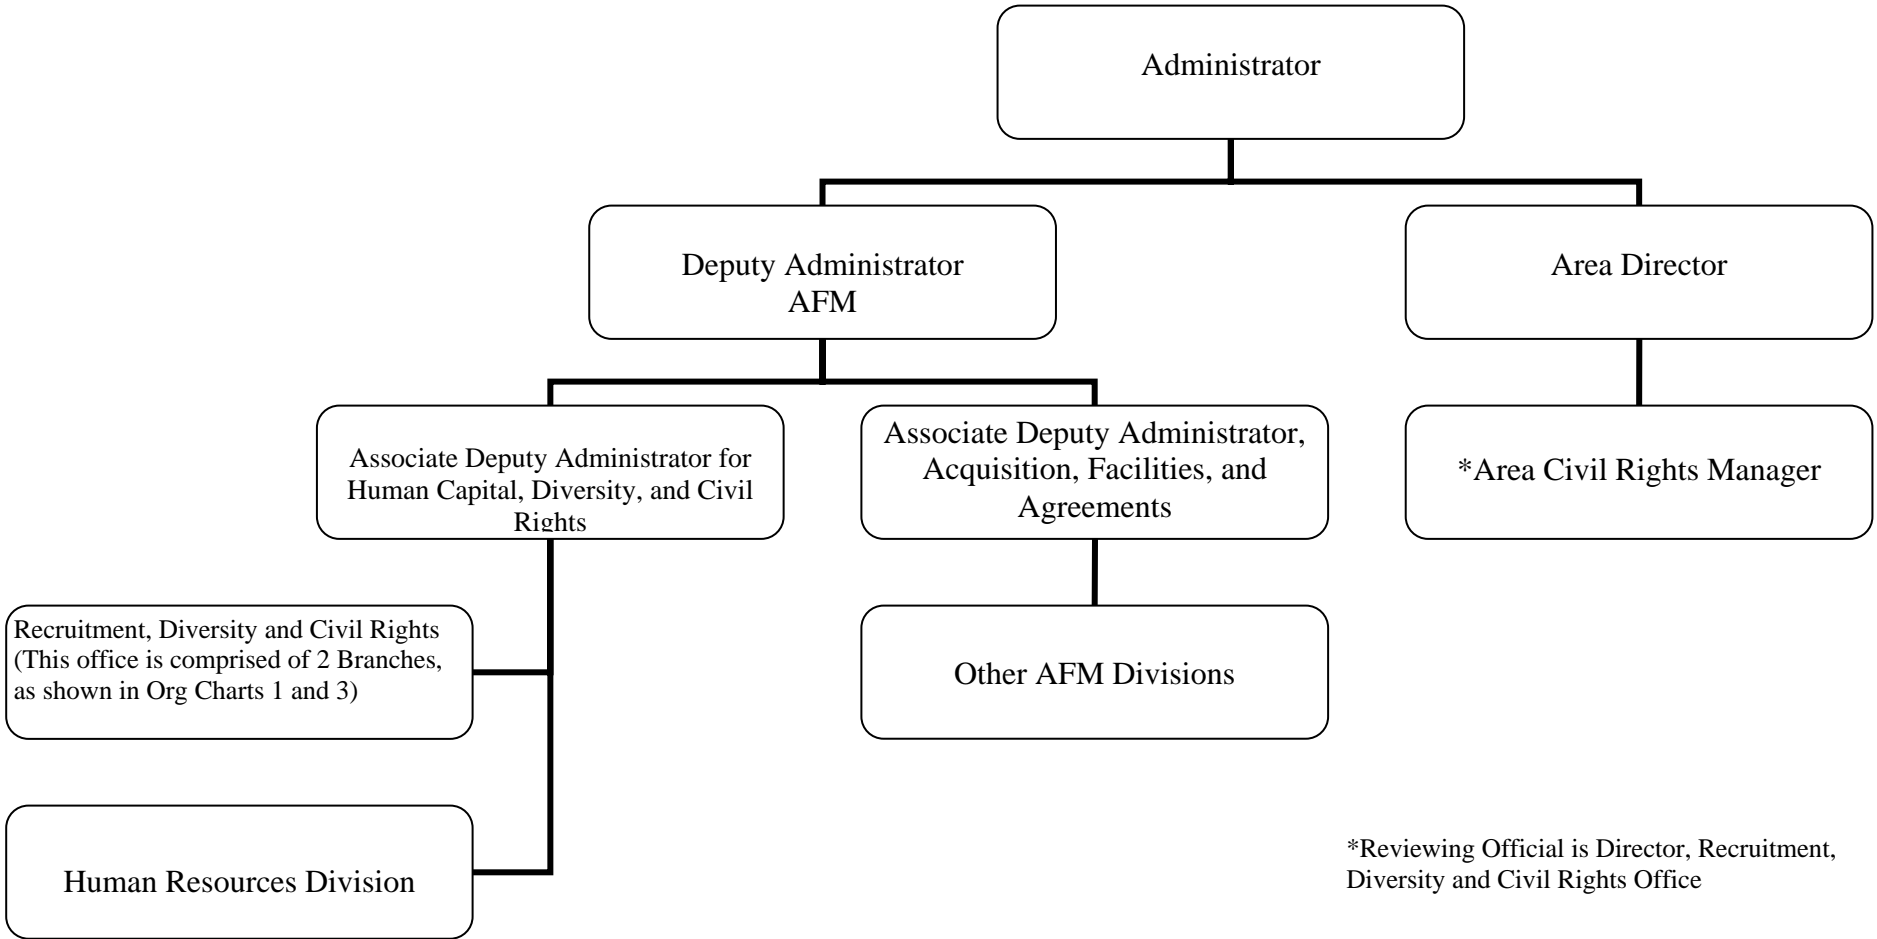 Administrator
Deputy Administrator
AFM
Area Director
Associate Deputy Administrator for
Human Capital, Diversity, and Civil
Rights
Associate Deputy Administrator,
Acquisition, Facilities, and
Agreements
*Area Civil Rights Manager
Recruitment, Diversity and Civil Rights
(This office is comprised of 2 Branches,
as shown in Org Charts 1 and 3)
Other AFM Divisions
Human Resources Division
*Reviewing Official is Director, Recruitment,
Diversity and Civil Rights Office